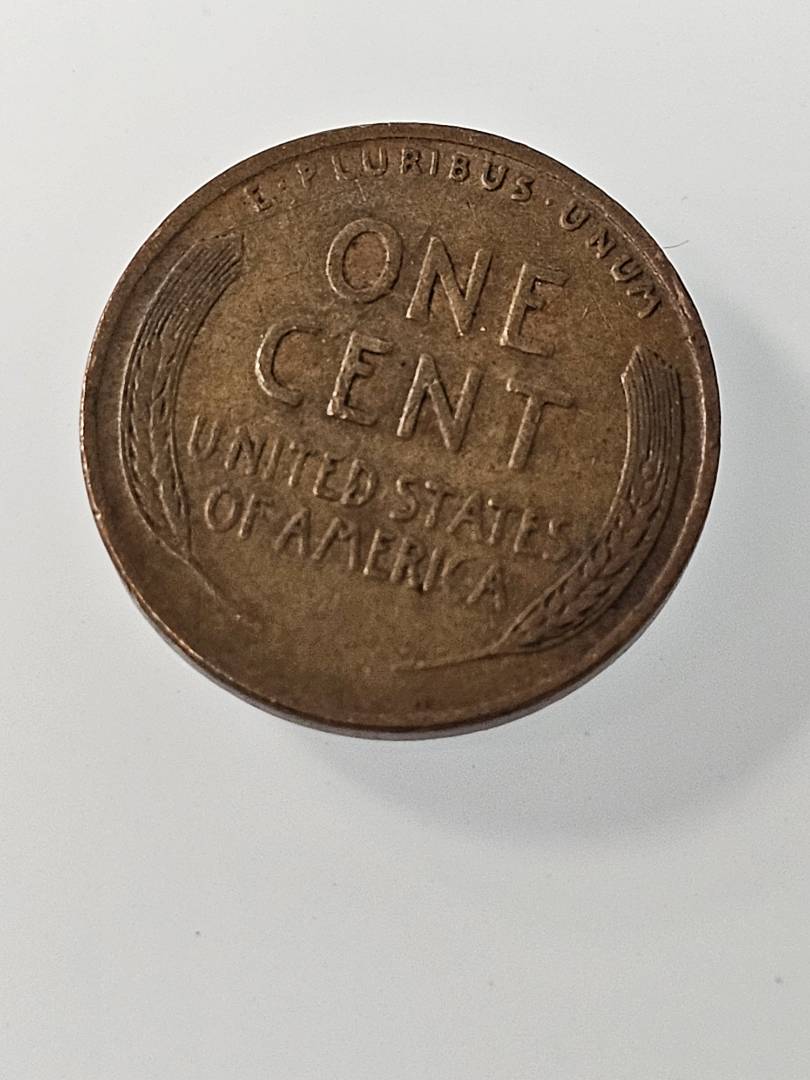 E·PLURIBUS·UNUM
ONE
CENT
UNITED·STATES
OF AMERICA